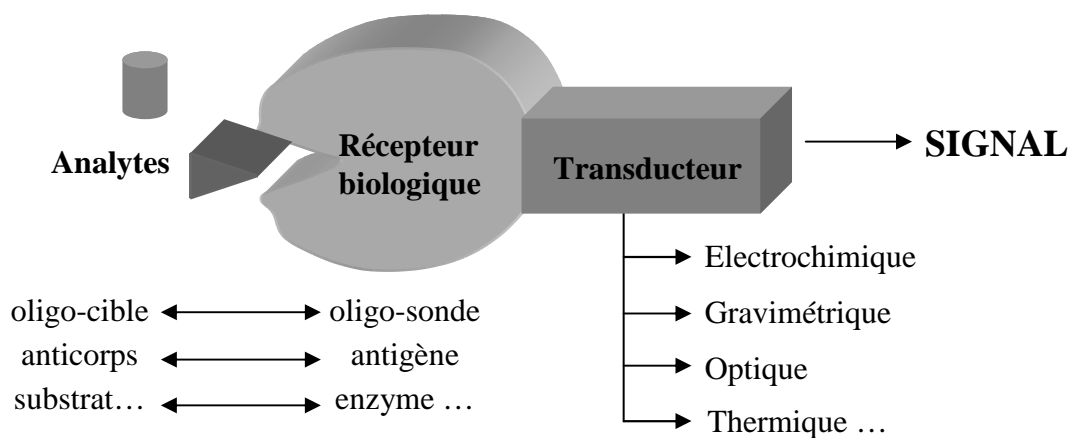 Analytes
Récepteur
biologique
Transducteur
SIGNAL
Electrochimique
Gravimétrique
Optique
Thermique …
oligo-cible oligo-sonde
anticorps antigène
substrat… enzyme …